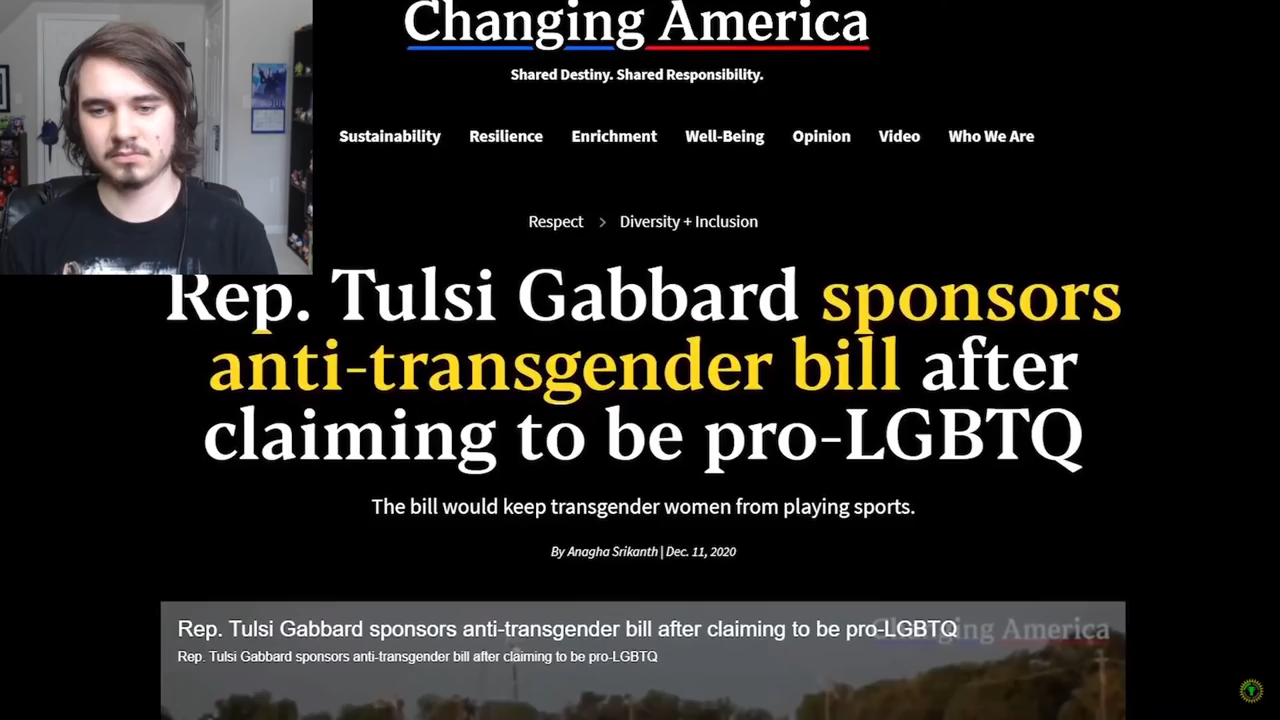 Changing America
Shared Destiny. Shared Responsibility.
Sustainability Resilience Enrichment Well-Being Opinion Video Who We Are
Respect > Diversity + Inclusion
Rep. Tulsi Gabbard sponsors
anti-transgender bill after
claiming to be pro-LGBTQ
The bill would keep transgender women from playing sports.
By Anagha Srikanth | Dec. 11, 2020
Rep. Tulsi Gabbard sponsors anti-transgender bill after claiming to be pro-LGBTQ
Changing America
Rep. Tulsi Gabbard sponsors anti-transgender bill after claiming to be pro-LGBTQ